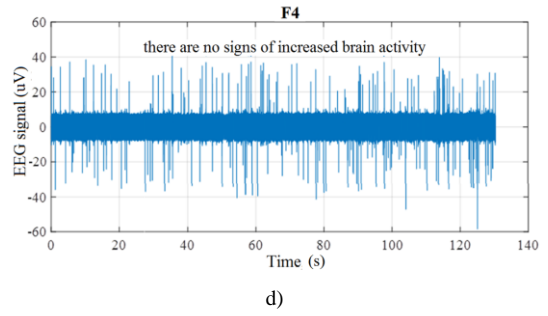 F4
there are no signs of increased brain activity
EEG signal (uV)
60
40
20
0
-20
-40
-60
0 20 40 60 80 100 120 140
Time (s)
d)